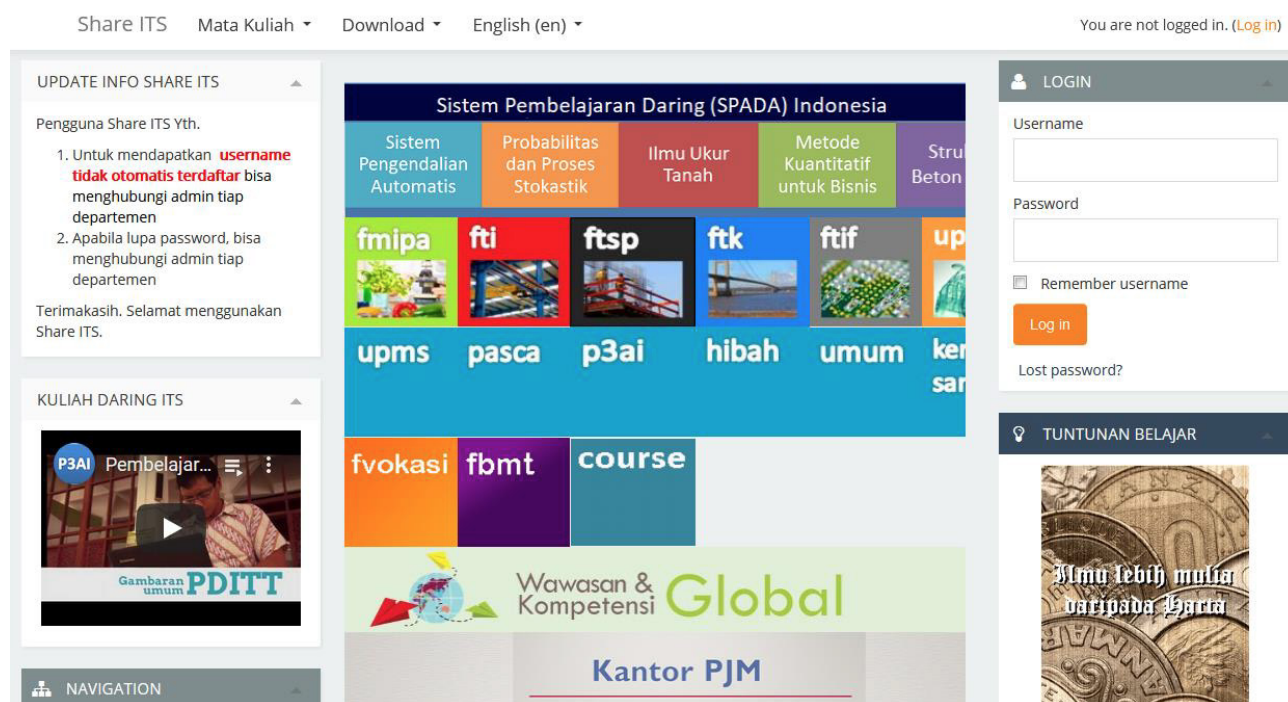 Share ITS
Mata Kuliah
Download
English (en)
You are not logged in. (Log in)
UPDATE INFO SHARE ITS
Pengguna Share ITS Yth.
1. Untuk mendapatkan username
tidak otomatis terdaftar bisa
menghubungi admin tiap
departemen
2. Apabila lupa password, bisa
menghubungi admin tiap
departemen
Terimakasih. Selamat menggunakan
Share ITS.
KULIAH DARING ITS
P3AI Pembelajar...
Gambaran
umum PDITT
NAVIGATION
Sistem Pembelajaran Daring (SPADA) Indonesia
Sistem
Pengendalian
Automatis
Probabilitas
dan Proses
Stokastik
Ilmu Ukur
Tanah
Metode
Kuantitatif
untuk Bisnis
Beton
fmipa
fti
ftsp
ftk
ftif
up
upms
pasca
p3ai
hibah
umum
fvokasi
fbmt
course
Wawasan &
Kompetensi Global
Kantor PJM
LOGIN
Username
Password
Remember username
Log in
Lost password?
TUNTUNAN BELAJAR
Ilmu lebih mulia
daripada Harta